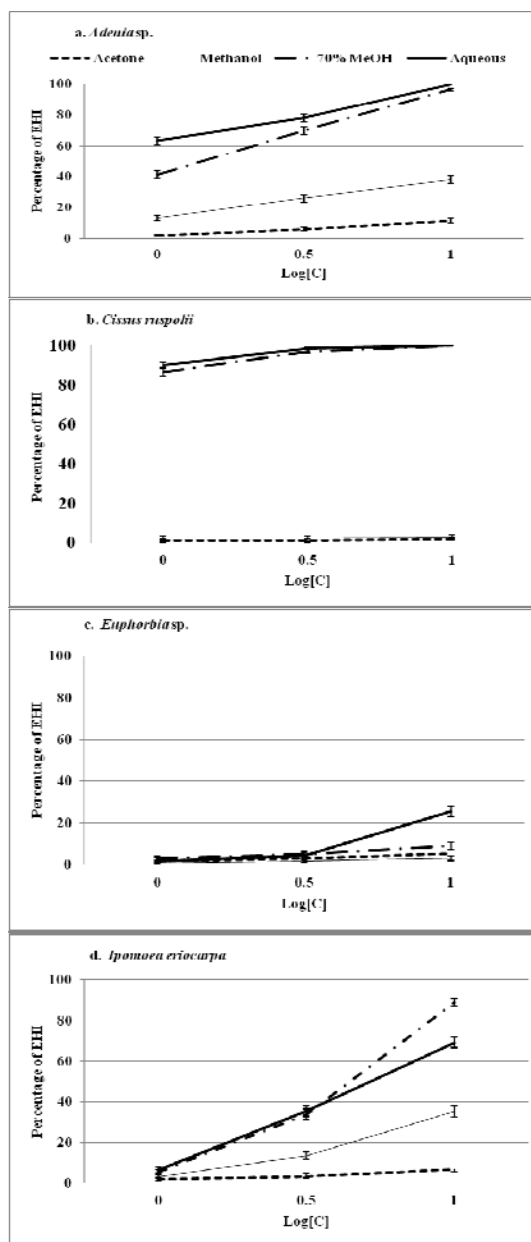 a. Adenia sp.
Acetone Methanol 70% MeOH Aqueous
Percentage of EHI
100
80
60
40
20
0
0 0.5 1
Log[C]
b. Cissus ruspolii
Percentage of EHI
100
80
60
40
20
0
0 0.5 1
Log[C]
c. Euphorbia sp.
Percentage of EHI
100
80
60
40
20
0
0 0.5 1
Log[C]
d. Ipomoea eriocarpa
Percentage of EHI
100
80
60
40
20
0
0 0.5 1
Log[C]